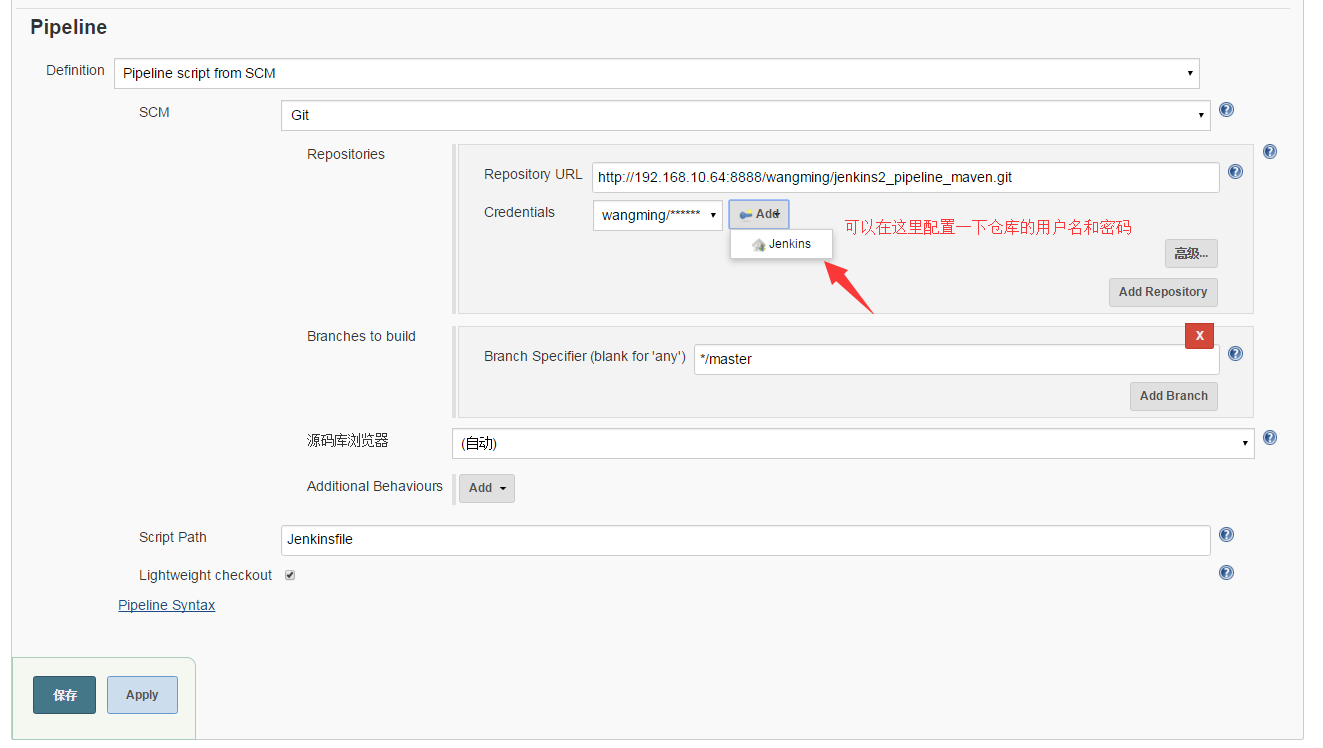 Pipeline
Definition
Pipeline script from SCM
SCM
Git
Repositories
Repository URL
http://192.168.10.64:8888/wangming/jenkins2_pipeline_maven.git
Credentials
wangming/******
Add
Jenkins
可以在这里配置一下仓库的用户名和密码
高级...
Add Repository
Branches to build
X
Branch Specifier (blank for 'any')
*/master
Add Branch
源码库浏览器
(自动)
Additional Behaviours
Add
Script Path
Jenkinsfile
Lightweight checkout
Pipeline Syntax
保存
Apply